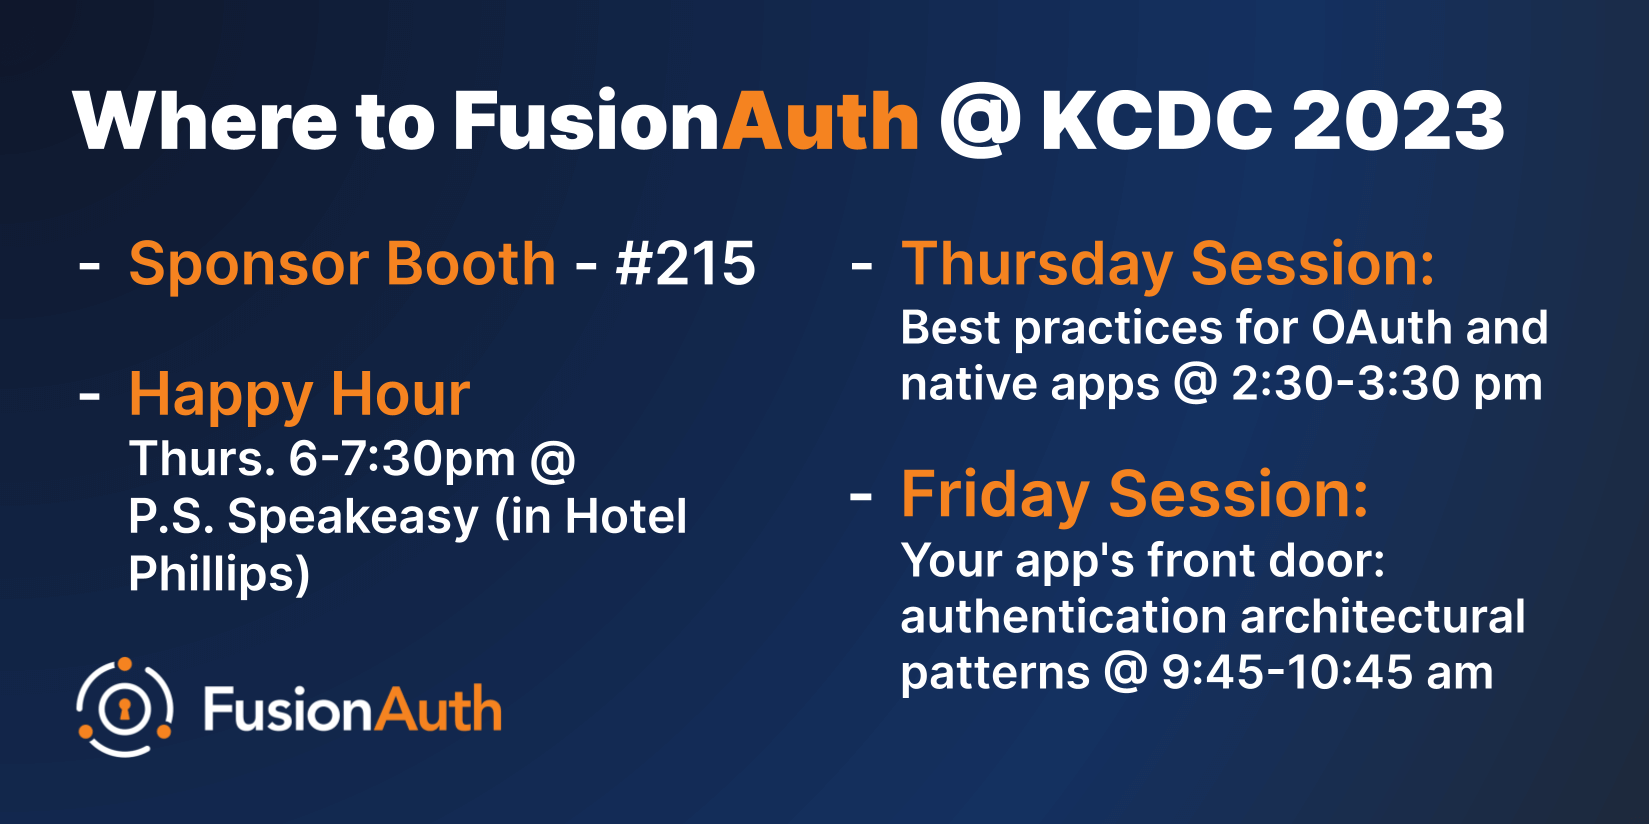 Where to FusionAuth @ KCDC 2023
- Sponsor Booth - #215
- Happy Hour
Thurs. 6-7:30pm @
P.S. Speakeasy (in Hotel
Phillips)
- Thursday Session:
Best practices for OAuth and
native apps @ 2:30-3:30 pm
- Friday Session:
Your app's front door:
authentication architectural
patterns @ 9:45-10:45 am
FusionAuth